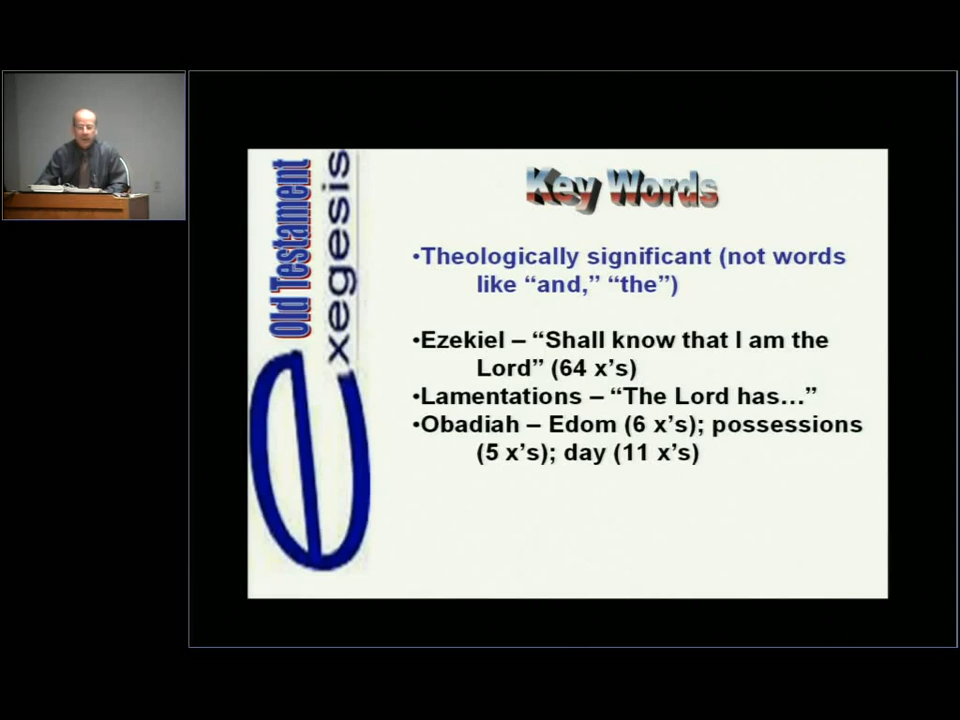 Old Testament
exegesis
Key Words
•Theologically significant (not words
like “and,” “the”)
•Ezekiel – “Shall know that I am the
Lord” (64 x’s)
•Lamentations – “The Lord has…”
•Obadiah – Edom (6 x’s); possessions
(5 x’s); day (11 x’s)